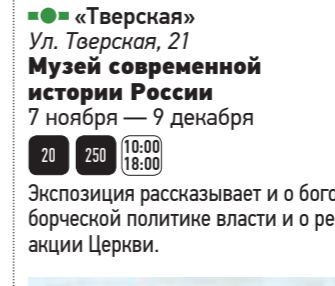 «Тверская»
Ул. Тверская, 21
Музей современной
истории России
7 ноября — 9 декабря
20 250 10:00
18:00
Экспозиция рассказывает и о бого
борческой политике власти и о ре
акции Церкви.